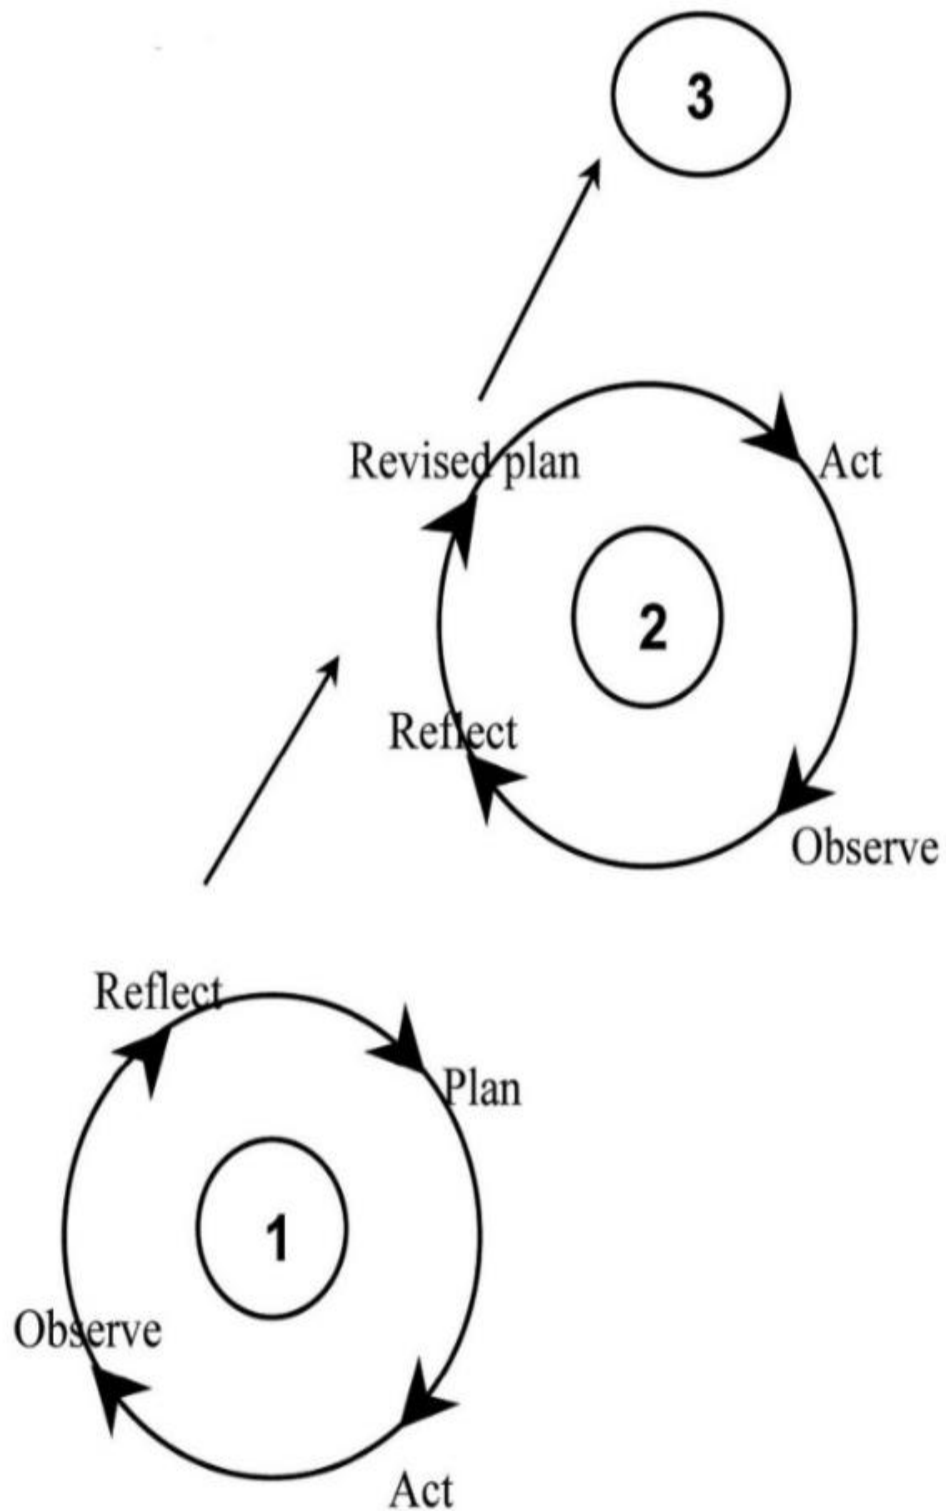 3
Revised plan
Act
2
Reflect
Observe
Reflect
Plan
1
Observe
Act